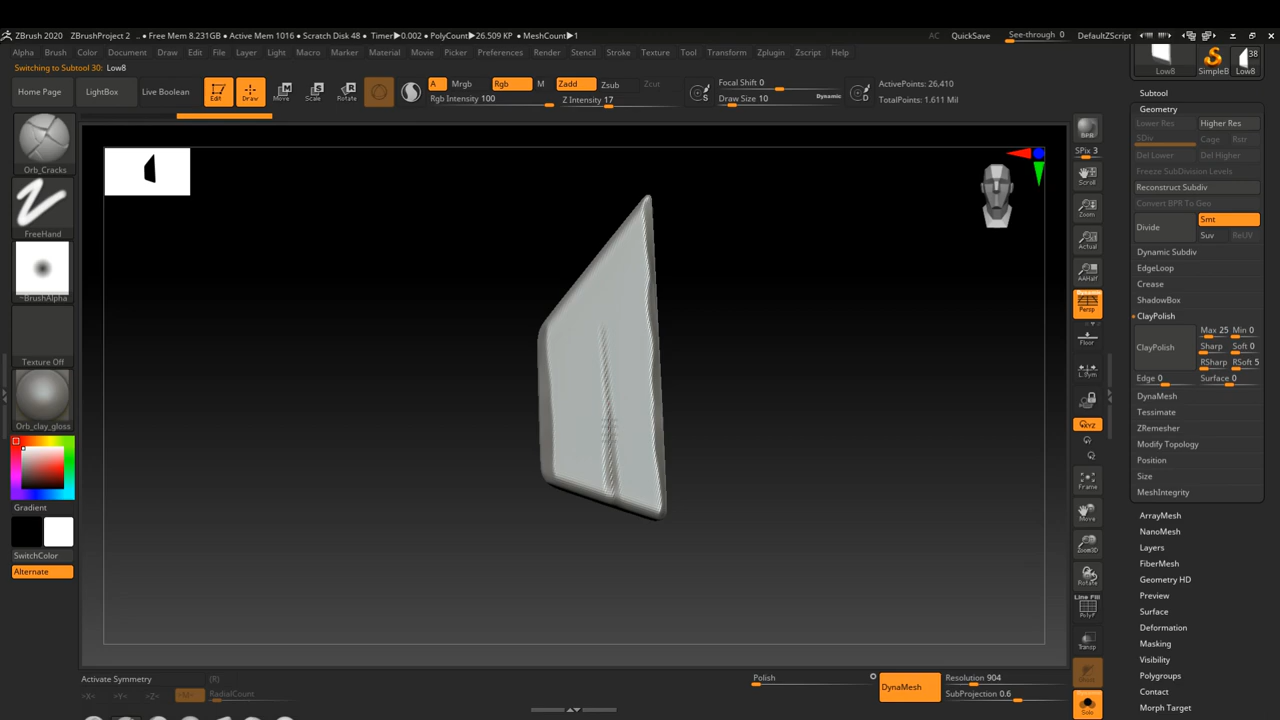 ZBrush 2020 ZBrushProject 2 .. • Free Mem 8.231GB • Active Mem 1016 • Scratch Disk 48 • Timer▶0.002 • PolyCount▶26.509 KP • MeshCount▶1 AC QuickSave See-through 0 DefaultZScript
Alpha Brush Color Document Draw Edit File Layer Light Macro Marker Material Movie Picker Preferences Render Stencil Stroke Texture Tool Transform Zplugin Zscript Help
Switching to Subtool 30: Low8
Home Page LightBox Live Boolean Edit Draw Move Scale Rotate
A Mrgb Rgb M Zadd Zsub Zcut
Rgb Intensity 100 Z Intensity 17
Focal Shift 0
Draw Size 10 Dynamic
ActivePoints: 26,410
TotalPoints: 1.611 Mil
S D
Orb_Cracks
FreeHand
~BrushAlpha
Texture Off
Orb_clay_gloss
Gradient
SwitchColor
Alternate
BPR
SPix 3
Scroll
Zoom
Actual
AAHalf
Dynamic
Persp
Floor
L.Sym
XYZ
Frame
Move
Zoom3D
Rotate
Line Fill
PolyF
Transp
Solo
38
Low8 SimpleB Low8
Subtool
Geometry
Lower Res Higher Res
SDiv Cage Rstr
Del Lower Del Higher
Freeze SubDivision Levels
Reconstruct Subdiv
Convert BPR To Geo
Divide Smt
Suv ReUV
Dynamic Subdiv
EdgeLoop
Crease
ShadowBox
ClayPolish
ClayPolish Max 25 Min 0
Sharp Soft 0
RSharp RSoft 5
Edge 0 Surface 0
DynaMesh
Tessimate
ZRemesher
Modify Topology
Position
Size
MeshIntegrity
ArrayMesh
NanoMesh
Layers
FiberMesh
Geometry HD
Preview
Surface
Deformation
Masking
Visibility
Polygroups
Contact
Morph Target
Activate Symmetry (R)
>X< >Y< >Z< >M< RadialCount
Polish
DynaMesh
Resolution 904
SubProjection 0.6